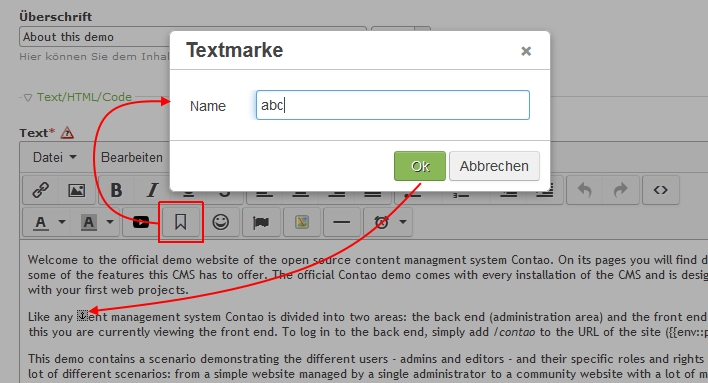 Überschrift
About this demo
Hier können Sie dem Inhal
Textmarke
Name
abc
Ok
Abbrechen
Text/HTML/Code
Text*
Datei
Bearbeiten
B I U S
A A
Welcome to the official demo website of the open source content managment system Contao. On its pages you will find d
some of the features this CMS has to offer. The official Contao demo comes with every installation of the CMS and is desig
with your first web projects.
Like any ent management system Contao is divided into two areas: the back end (administration area) and the front end
this you are currently viewing the front end. To log in to the back end, simply add /contao to the URL of the site ({{env::p
This demo contains a scenario demonstrating the different users - admins and editors - and their specific roles and rights
lot of different scenarios: from a simple website managed by a single administrator to a community website with a lot of m